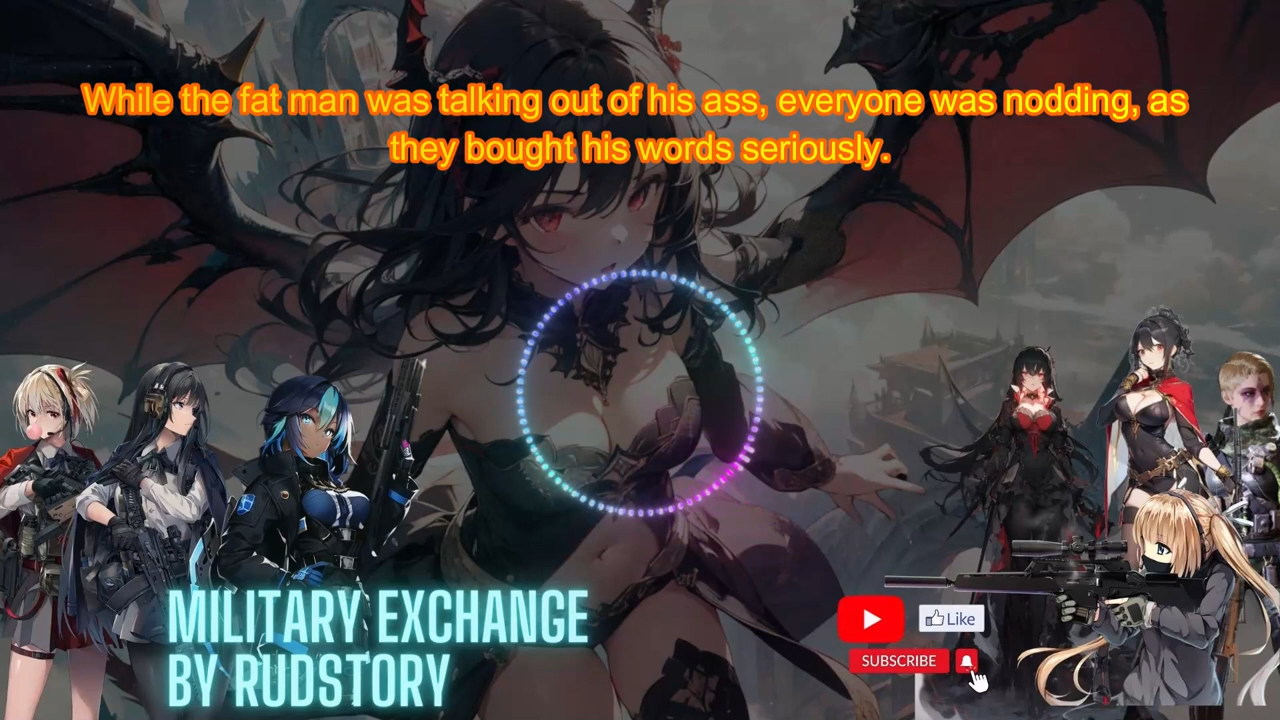 While the fat man was talking out of his ass, everyone was nodding, as
they bought his words seriously.
MILITARY EXCHANGE
BY RUDSTORY
Like
SUBSCRIBE